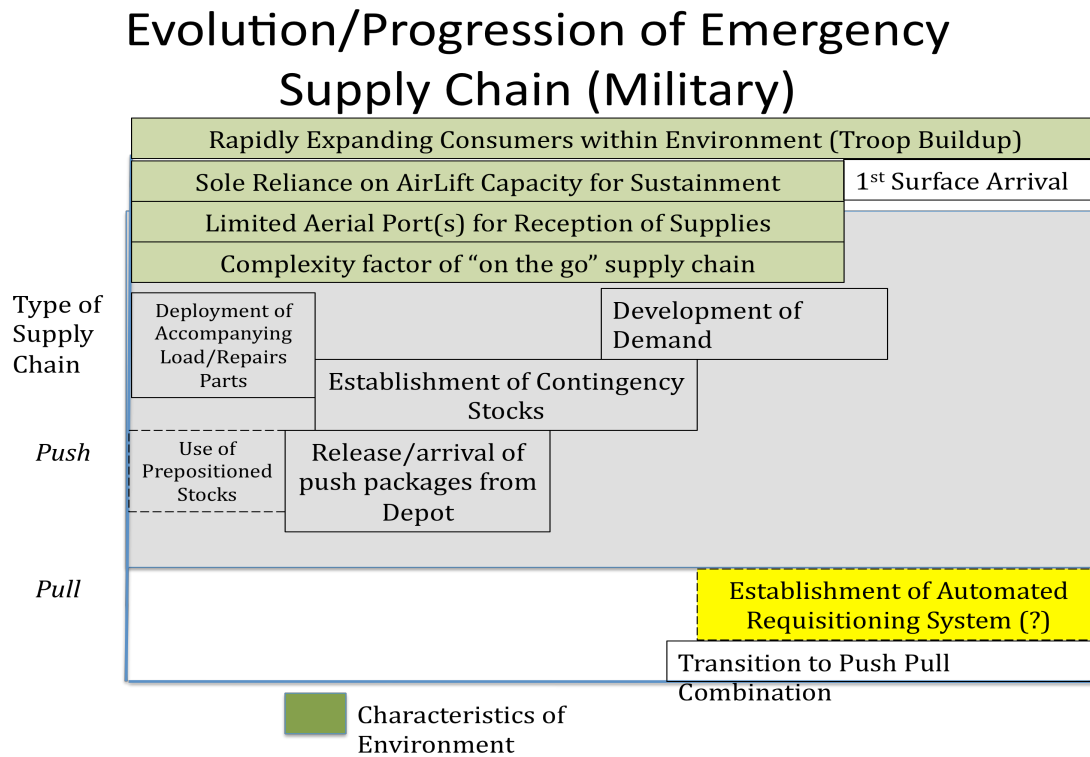 Evolution/Progression of Emergency
Supply Chain (Military)
Rapidly Expanding Consumers within Environment (Troop Buildup)
Sole Reliance on AirLift Capacity for Sustainment
1st Surface Arrival
Limited Aerial Port(s) for Reception of Supplies
Complexity factor of “on the go” supply chain
Type of
Supply
Chain
Deployment of
Accompanying
Load/Repairs
Parts
Development of
Demand
Establishment of Contingency
Stocks
Push
Use of
Prepositioned
Stocks
Release/arrival of
push packages from
Depot
Pull
Establishment of Automated
Requisitioning System (?)
Transition to Push Pull
Combination
Characteristics of
Environment